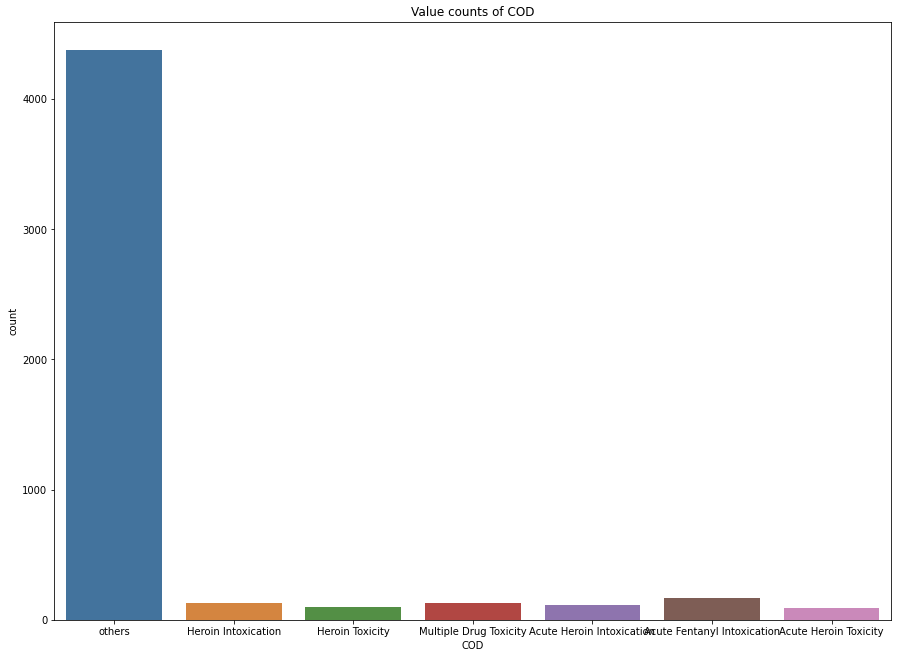 Value counts of COD
count
4000
3000
2000
1000
0
others
Heroin Intoxication
Heroin Toxicity
Multiple Drug Toxicity
Acute Heroin Intoxication
Acute Fentanyl Intoxication
Acute Heroin Toxicity
COD